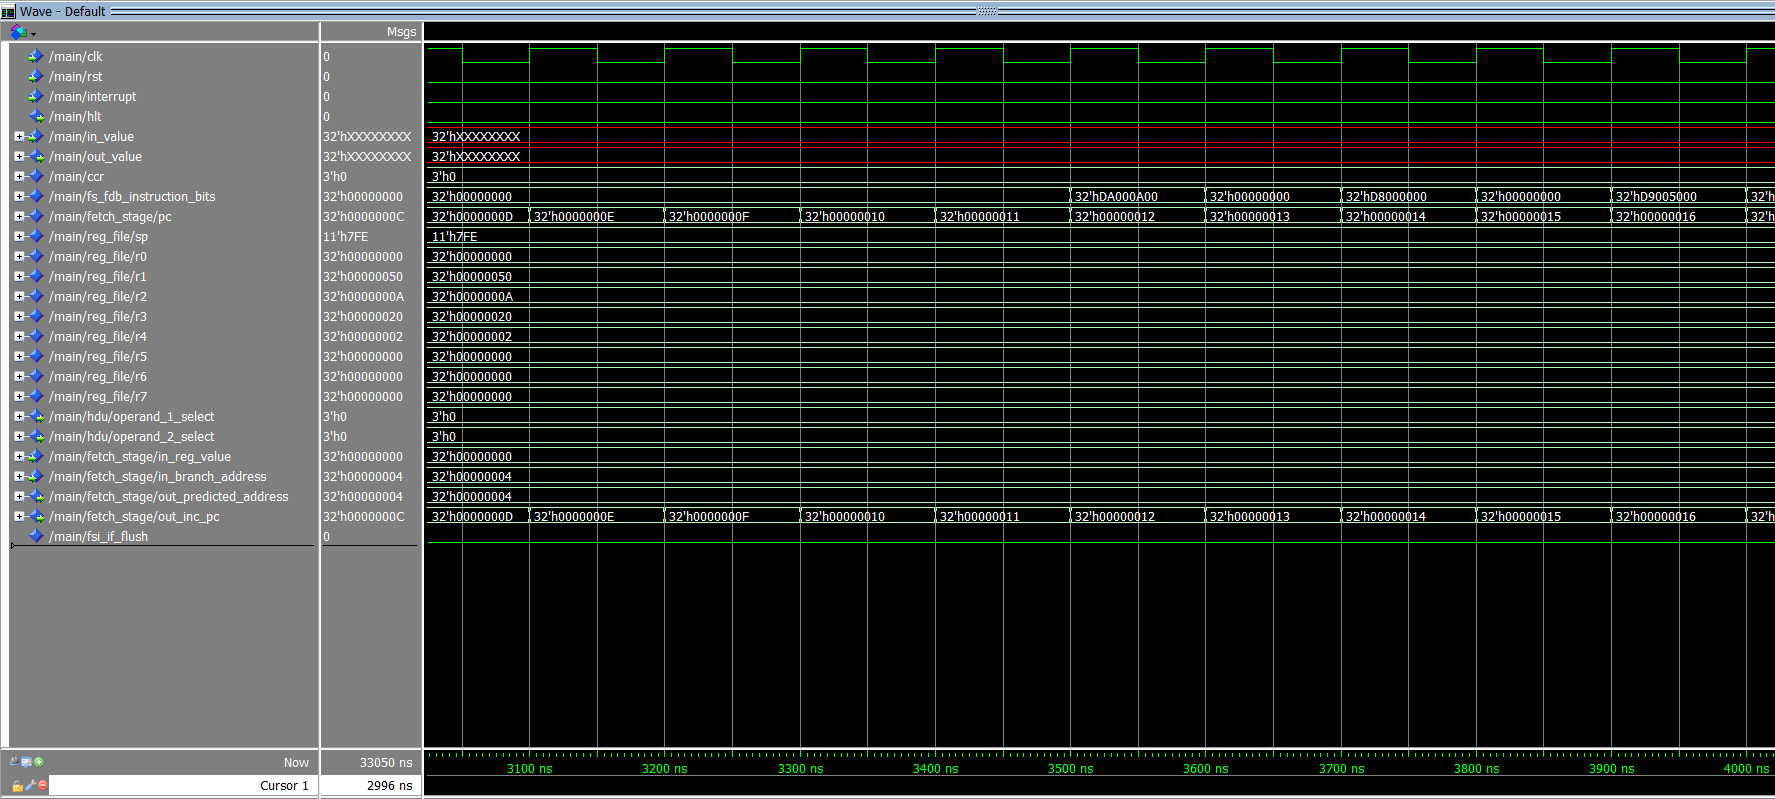 Wave - Default
Msgs
/main/clk 0
/main/rst 0
/main/interrupt 0
/main/hlt 0
/main/in_value 32'hXXXXXXXX 32'hXXXXXXXX
/main/out_value 32'hXXXXXXXX 32'hXXXXXXXX
/main/ccr 3'h0 3'h0
/main/fs_fdb_instruction_bits 32'h00000000 32'h00000000 32'hDA000A00 32'h00000000 32'hD8000000 32'h00000000 32'hD9005000 32'h
/main/fetch_stage/pc 32'h0000000C 32'h0000000D 32'h0000000E 32'h0000000F 32'h00000010 32'h00000011 32'h00000012 32'h00000013 32'h00000014 32'h00000015 32'h00000016 32'h
/main/reg_file/sp 11'h7FE 11'h7FE
/main/reg_file/r0 32'h00000000 32'h00000000
/main/reg_file/r1 32'h00000050 32'h00000050
/main/reg_file/r2 32'h0000000A 32'h0000000A
/main/reg_file/r3 32'h00000020 32'h00000020
/main/reg_file/r4 32'h00000002 32'h00000002
/main/reg_file/r5 32'h00000000 32'h00000000
/main/reg_file/r6 32'h00000000 32'h00000000
/main/reg_file/r7 32'h00000000 32'h00000000
/main/hdu/operand_1_select 3'h0 3'h0
/main/hdu/operand_2_select 3'h0 3'h0
/main/fetch_stage/in_reg_value 32'h00000000 32'h00000000
/main/fetch_stage/in_branch_address 32'h00000004 32'h00000004
/main/fetch_stage/out_predicted_address 32'h00000004 32'h00000004
/main/fetch_stage/out_inc_pc 32'h0000000C 32'h0000000D 32'h0000000E 32'h0000000F 32'h00000010 32'h00000011 32'h00000012 32'h00000013 32'h00000014 32'h00000015 32'h00000016 32'h
/main/fsi_if_flush 0
Now 33050 ns 3100 ns 3200 ns 3300 ns 3400 ns 3500 ns 3600 ns 3700 ns 3800 ns 3900 ns 4000 ns
Cursor 1 2996 ns